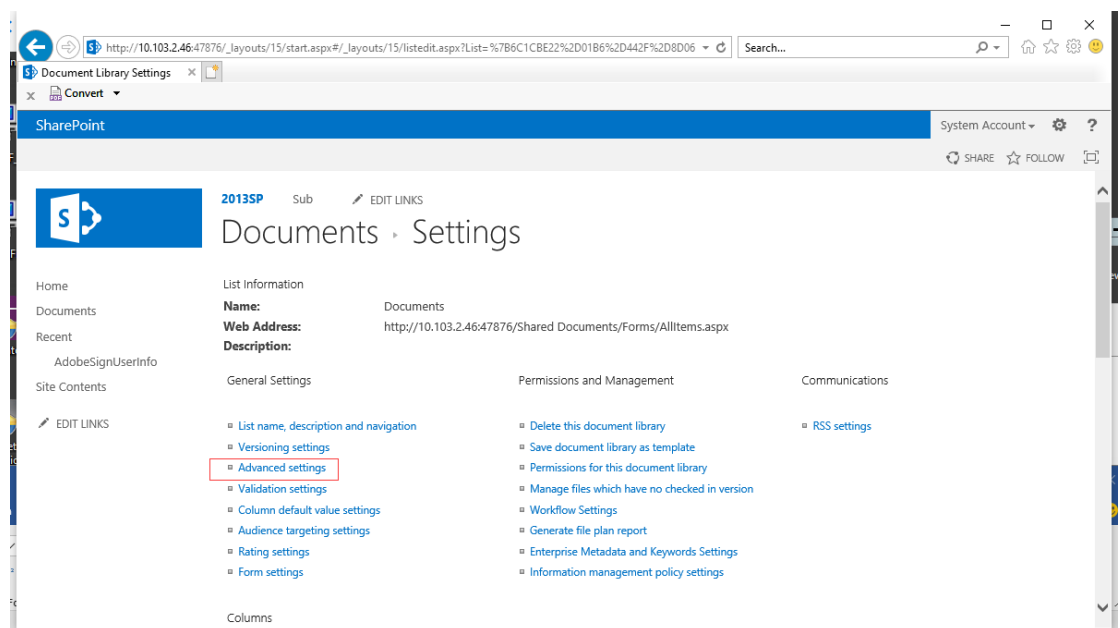 http://10.103.2.46:47876/_layouts/15/start.aspx#/_layouts/15/listedit.aspx?List=%7B6C1CBE22%2D01B6%2D442F%2D8D06
Search...
Document Library Settings
x Convert
SharePoint
System Account
?
SHARE FOLLOW
S
2013SP Sub EDIT LINKS
Documents Settings
Home
Documents
Recent
AdobeSignUserInfo
Site Contents
EDIT LINKS
List Information
Name: Documents
Web Address: http://10.103.2.46:47876/Shared Documents/Forms/AllItems.aspx
Description:
General Settings
List name, description and navigation
Versioning settings
Advanced settings
Validation settings
Column default value settings
Audience targeting settings
Rating settings
Form settings
Permissions and Management
Delete this document library
Save document library as template
Permissions for this document library
Manage files which have no checked in version
Workflow Settings
Generate file plan report
Enterprise Metadata and Keywords Settings
Information management policy settings
Communications
RSS settings
Columns